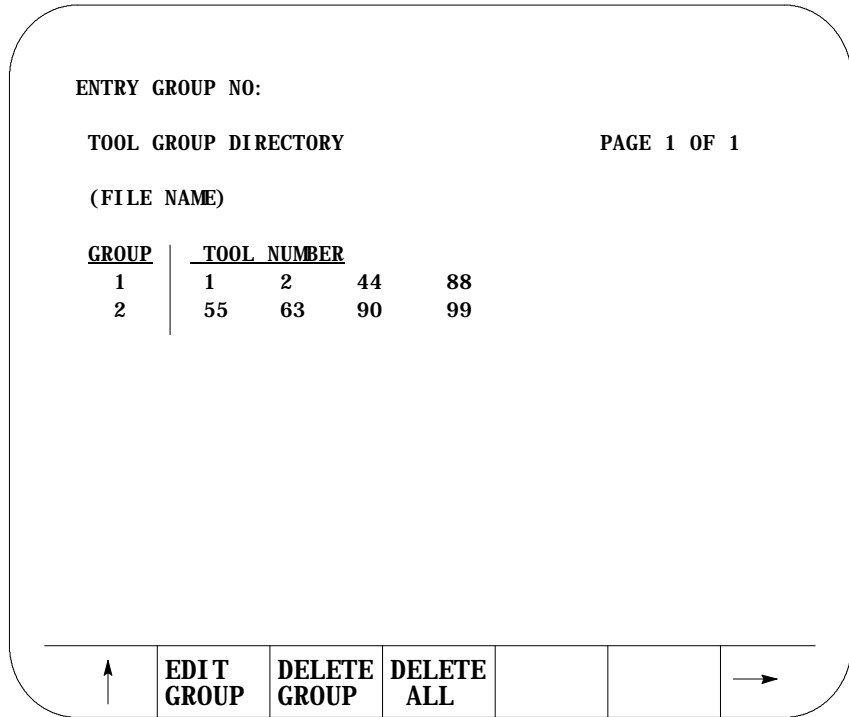 ENTRY GROUP NO:
TOOL GROUP DIRECTORY PAGE 1 OF 1
(FILE NAME)
GROUP TOOL NUMBER
1 1 2 44 88
2 55 63 90 99
EDIT DELETE DELETE
GROUP GROUP ALL